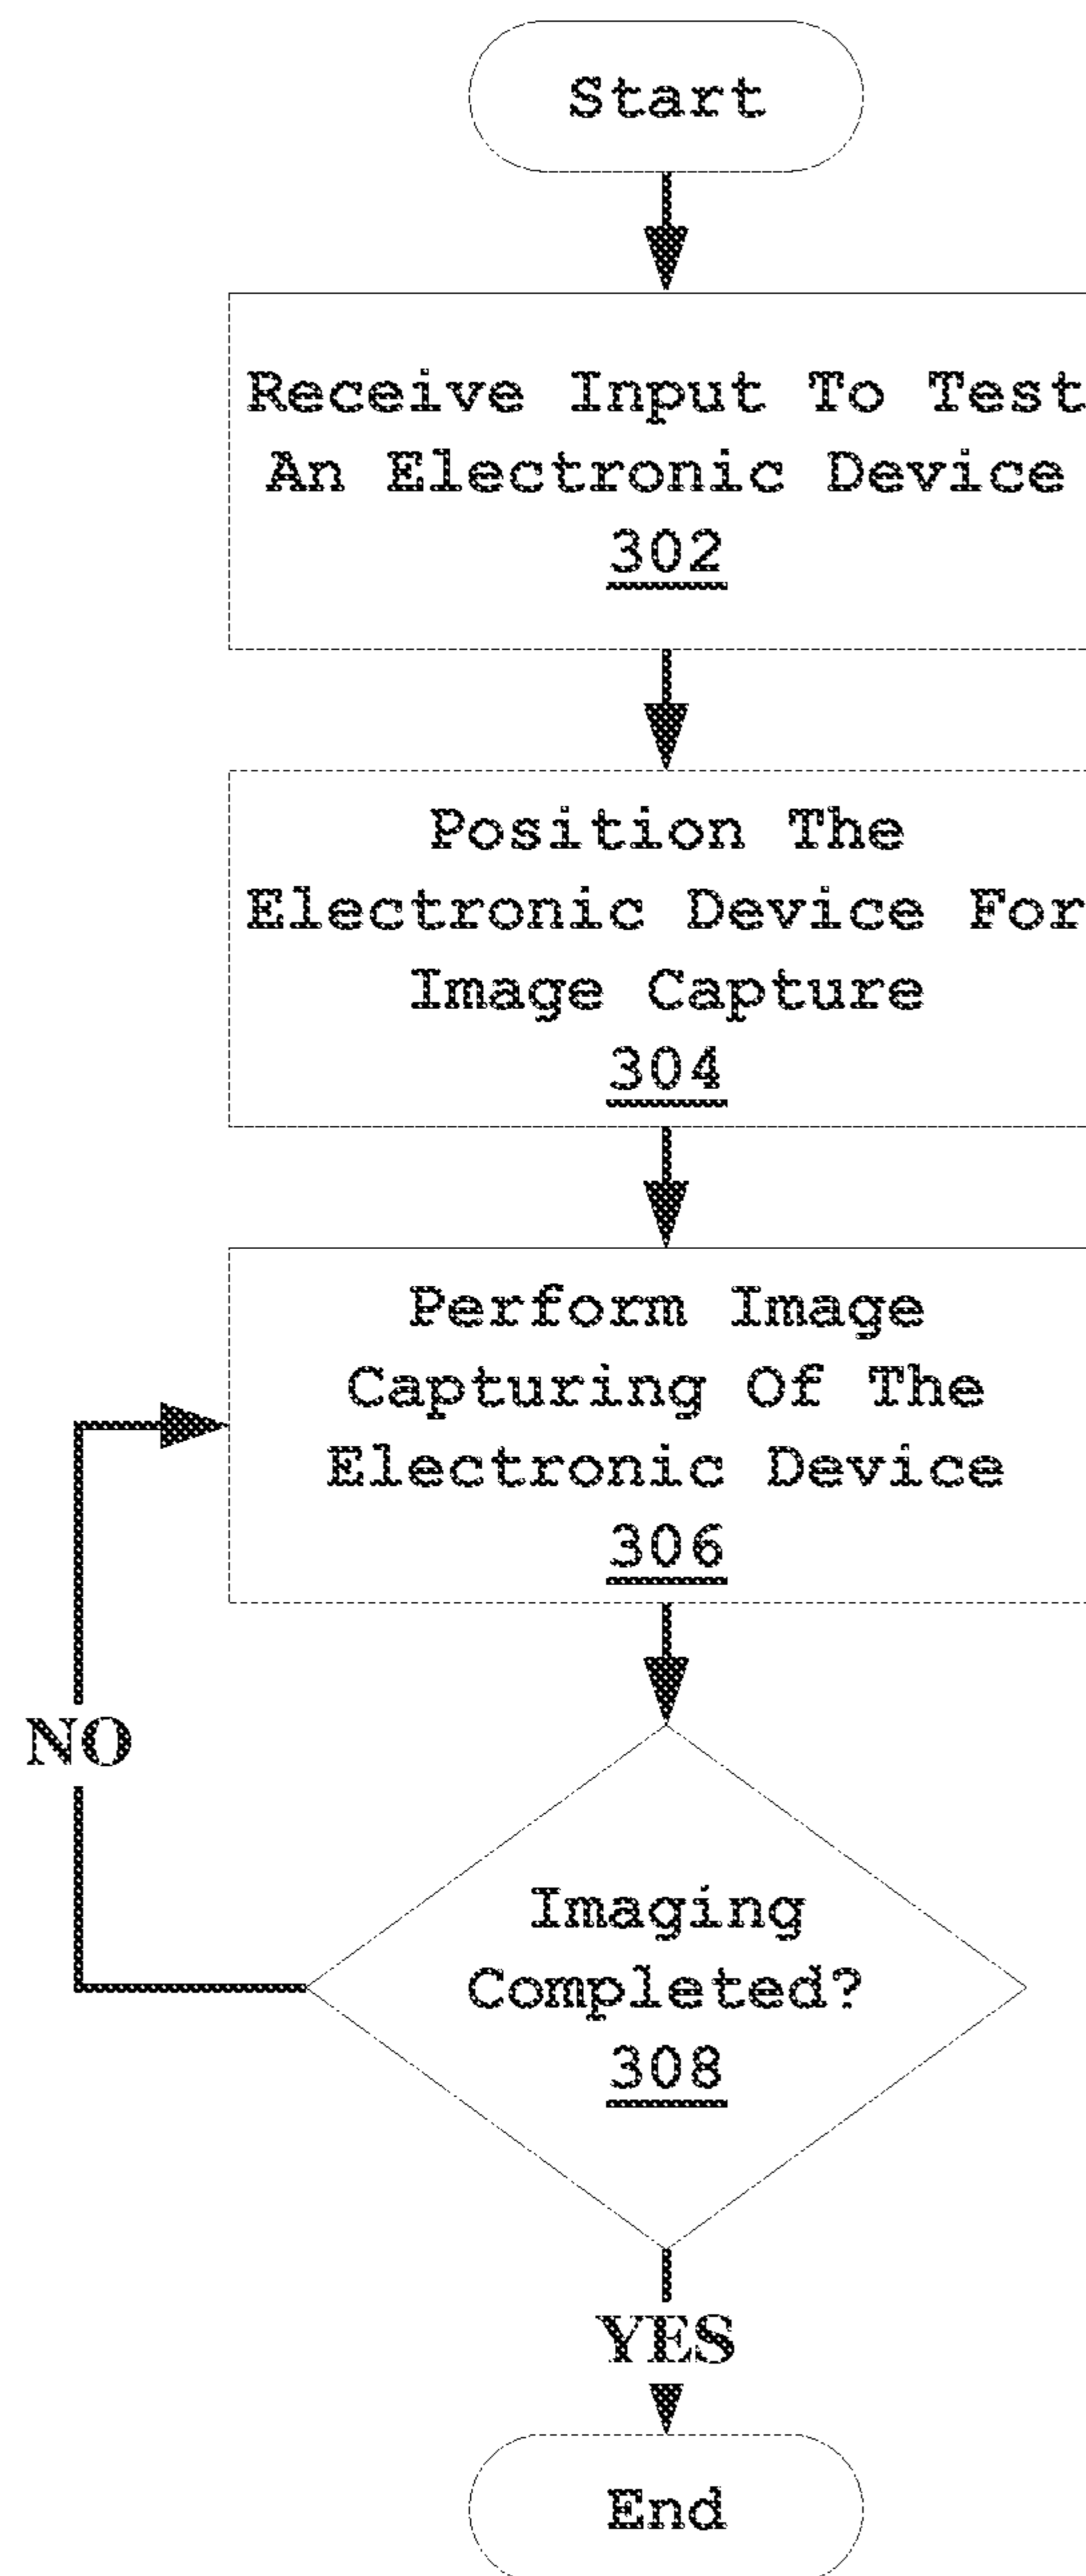 Start
Receive Input To Test
An Electronic Device
302
Position The
Electronic Device For
Image Capture
304
Perform Image
Capturing Of The
Electronic Device
306
NO
Imaging
Completed?
308
YES
End